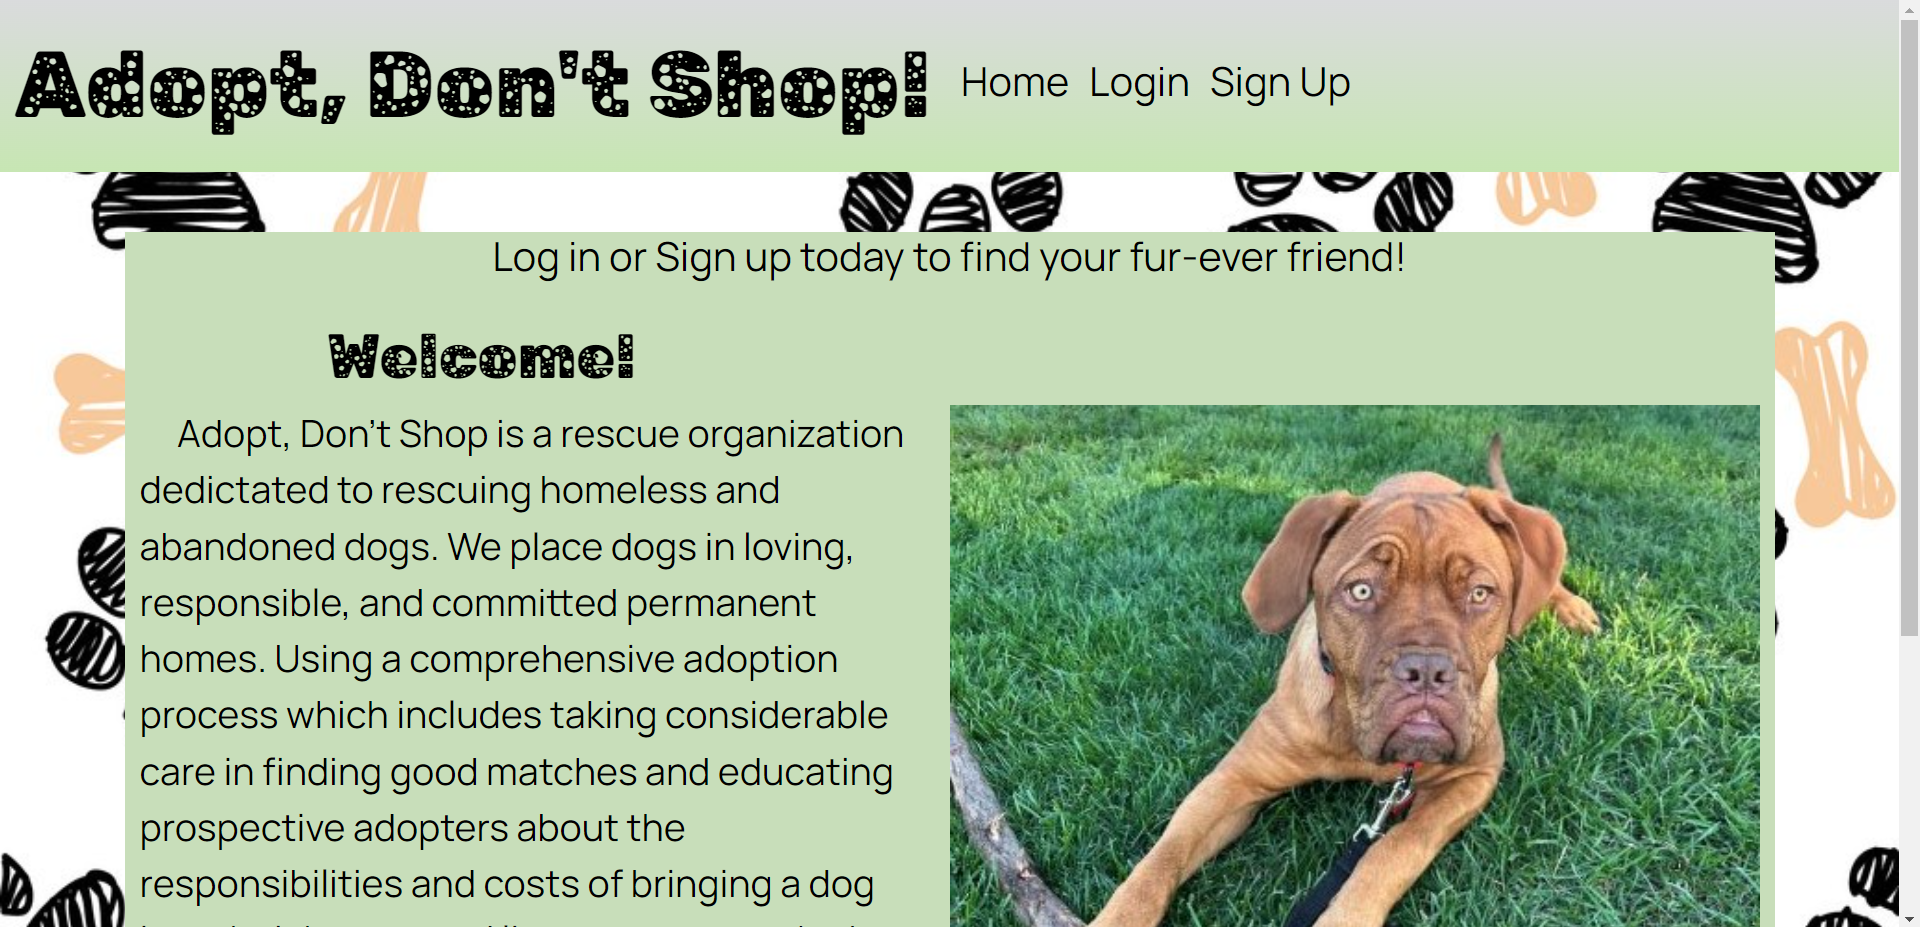 Adopt, Don't Shop!
Home Login Sign Up
Log in or Sign up today to find your fur-ever friend!
Welcome!
Adopt, Don't Shop is a rescue organization
dedictated to rescuing homeless and
abandoned dogs. We place dogs in loving,
responsible, and committed permanent
homes. Using a comprehensive adoption
process which includes taking considerable
care in finding good matches and educating
prospective adopters about the
responsibilities and costs of bringing a dog